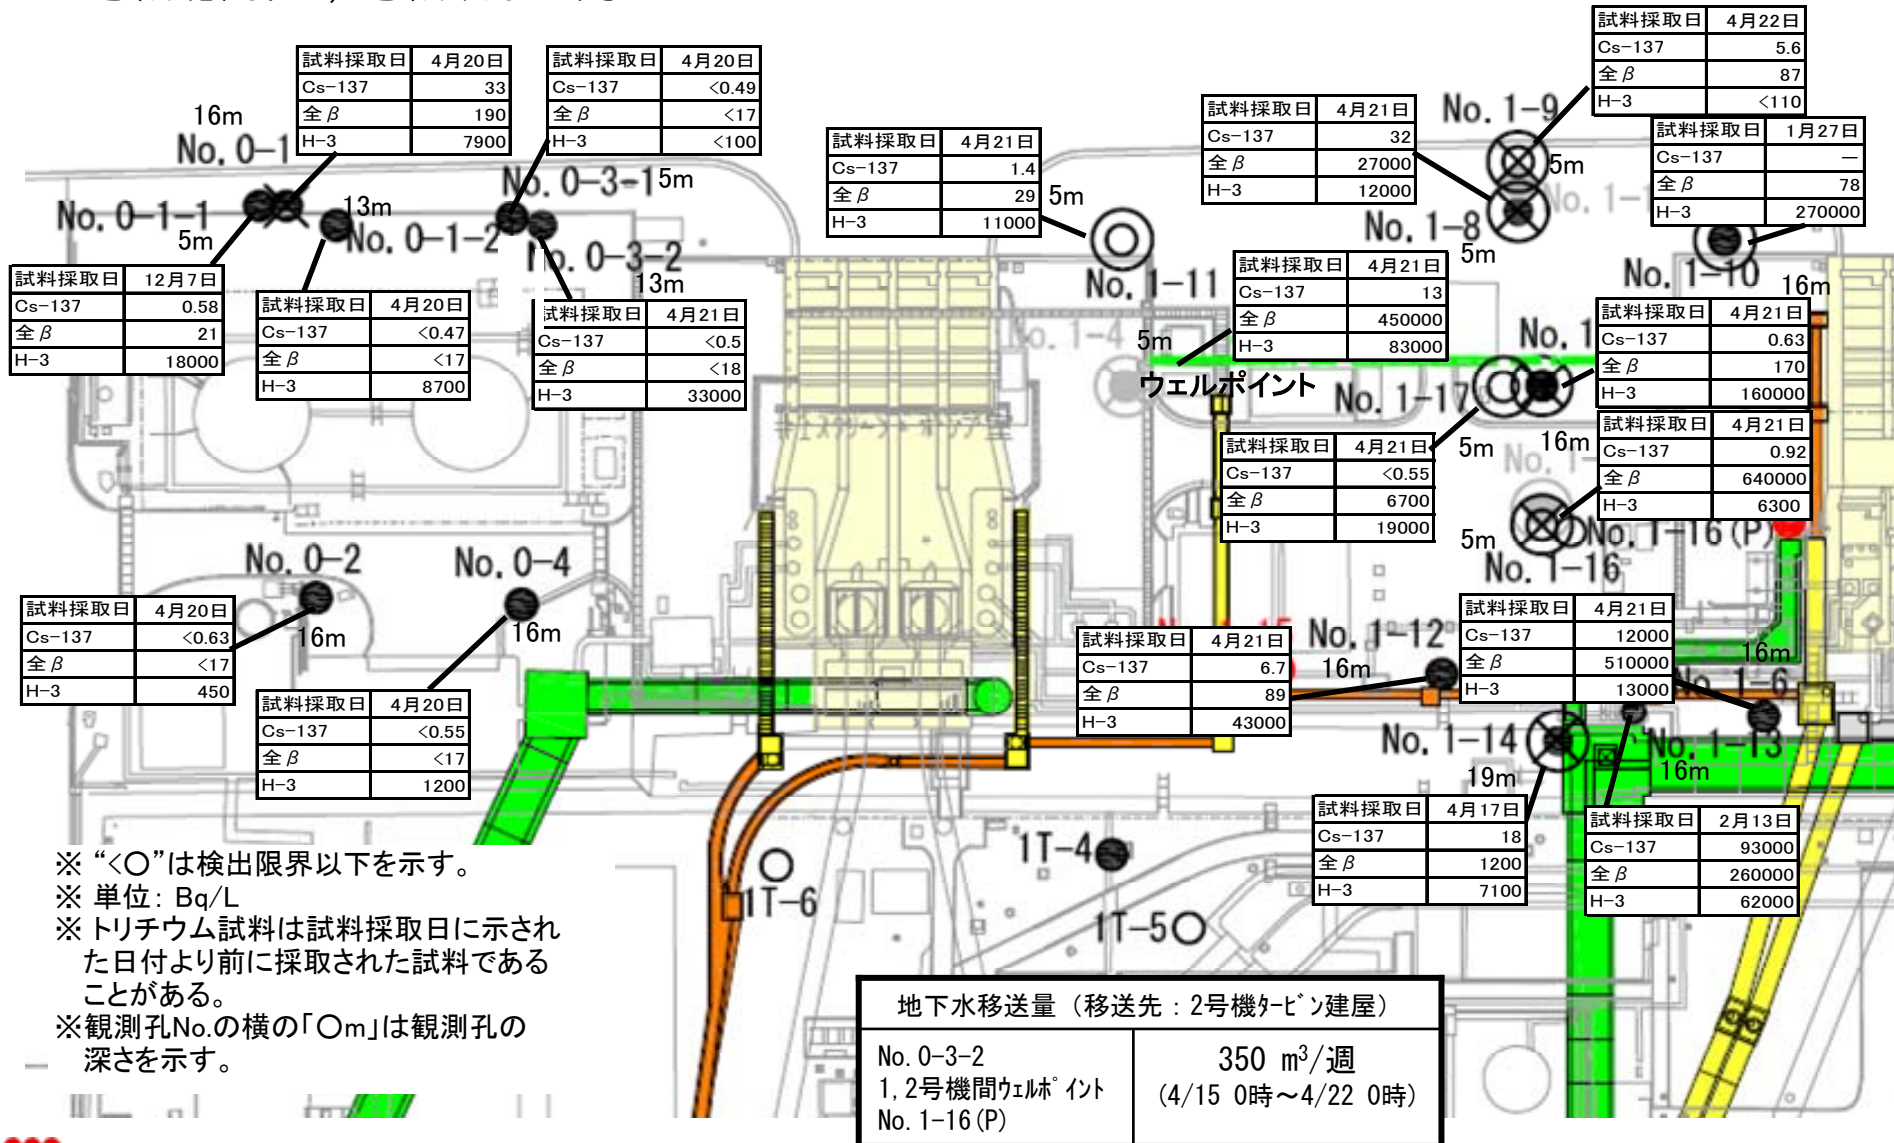 試料採取日 4月20日
Cs-137 33
全β 190
H-3 7900
試料採取日 4月20日
Cs-137 <0.49
全β <17
H-3 <100
試料採取日 4月22日
Cs-137 5.6
全β 87
H-3 <110
試料採取日 4月21日
Cs-137 1.4
全β 29
H-3 11000
試料採取日 4月21日
Cs-137 32
全β 27000
H-3 12000
試料採取日 1月27日
Cs-137 —
全β 78
H-3 270000
16m
No. 0-1
No. 0-3-1
5m
5m
No. 1-9
5m
No. 1-1
No. 0-1-1
5m
13m
No. 0-1-2
No. 0-3-2
13m
No. 1-8
5m
No. 1-10
16m
No. 1-11
試料採取日 12月7日
Cs-137 0.58
全β 21
H-3 18000
試料採取日 4月20日
Cs-137 <0.47
全β <17
H-3 8700
試料採取日 4月21日
Cs-137 <0.5
全β <18
H-3 33000
試料採取日 4月21日
Cs-137 13
全β 450000
H-3 83000
試料採取日 4月21日
Cs-137 0.63
全β 170
H-3 160000
o. 1-4
5m
ウェルポイント
No. 1
No. 1-17
5m
16m
No. 1-
試料採取日 4月21日
Cs-137 <0.55
全β 6700
H-3 19000
試料採取日 4月21日
Cs-137 0.92
全β 640000
H-3 6300
5m
No. 1-16(P)
No. 1-16
No. 0-2
16m
No. 0-4
16m
試料採取日 4月20日
Cs-137 <0.63
全β <17
H-3 450
試料採取日 4月20日
Cs-137 <0.55
全β <17
H-3 1200
試料採取日 4月21日
Cs-137 6.7
全β 89
H-3 43000
No. 1-12
16m
試料採取日 4月21日
Cs-137 12000
全β 510000
H-3 13000
16m
No. 1-6
No. 1-14
19m
No. 1-13
16m
試料採取日 4月17日
Cs-137 18
全β 1200
H-3 7100
試料採取日 2月13日
Cs-137 93000
全β 260000
H-3 62000
1T-4
1T-6
1T-5
※ “<○”は検出限界以下を示す。
※ 単位: Bq/L
※ トリチウム試料は試料採取日に示され
た日付より前に採取された試料である
ことがある。
※観測孔No.の横の「○m」は観測孔の
深さを示す。
地下水移送量（移送先：2号機ﾀｰﾋﾞﾝ建屋）
No. 0-3-2
1,2号機間ｳｪﾙﾎﾟｲﾝﾄ
No. 1-16(P)
350 m³/週
(4/15 0時～4/22 0時)